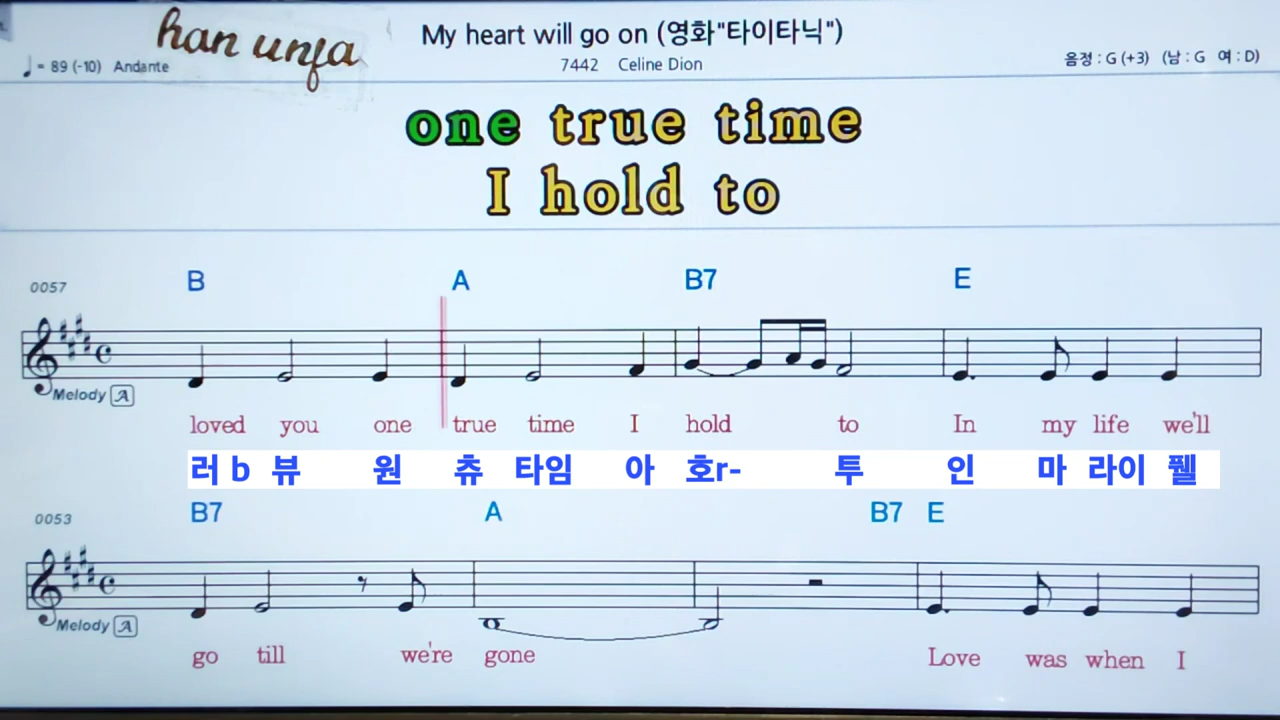 han unfa
My heart will go on (영화"타이타닉")
♩ = 89 (-10) Andante
7442 Celine Dion
음정 : G (+3) (남 : G 여 : D)
one true time
I hold to
0057 B A B7 E
Melody A
loved you one true time I hold to In my life we'll
러b 뷰 원 츄 타임 아 호r- 투 인 마 라이 퓔
0053 B7 A B7 E
Melody A
go till we're gone Love was when I